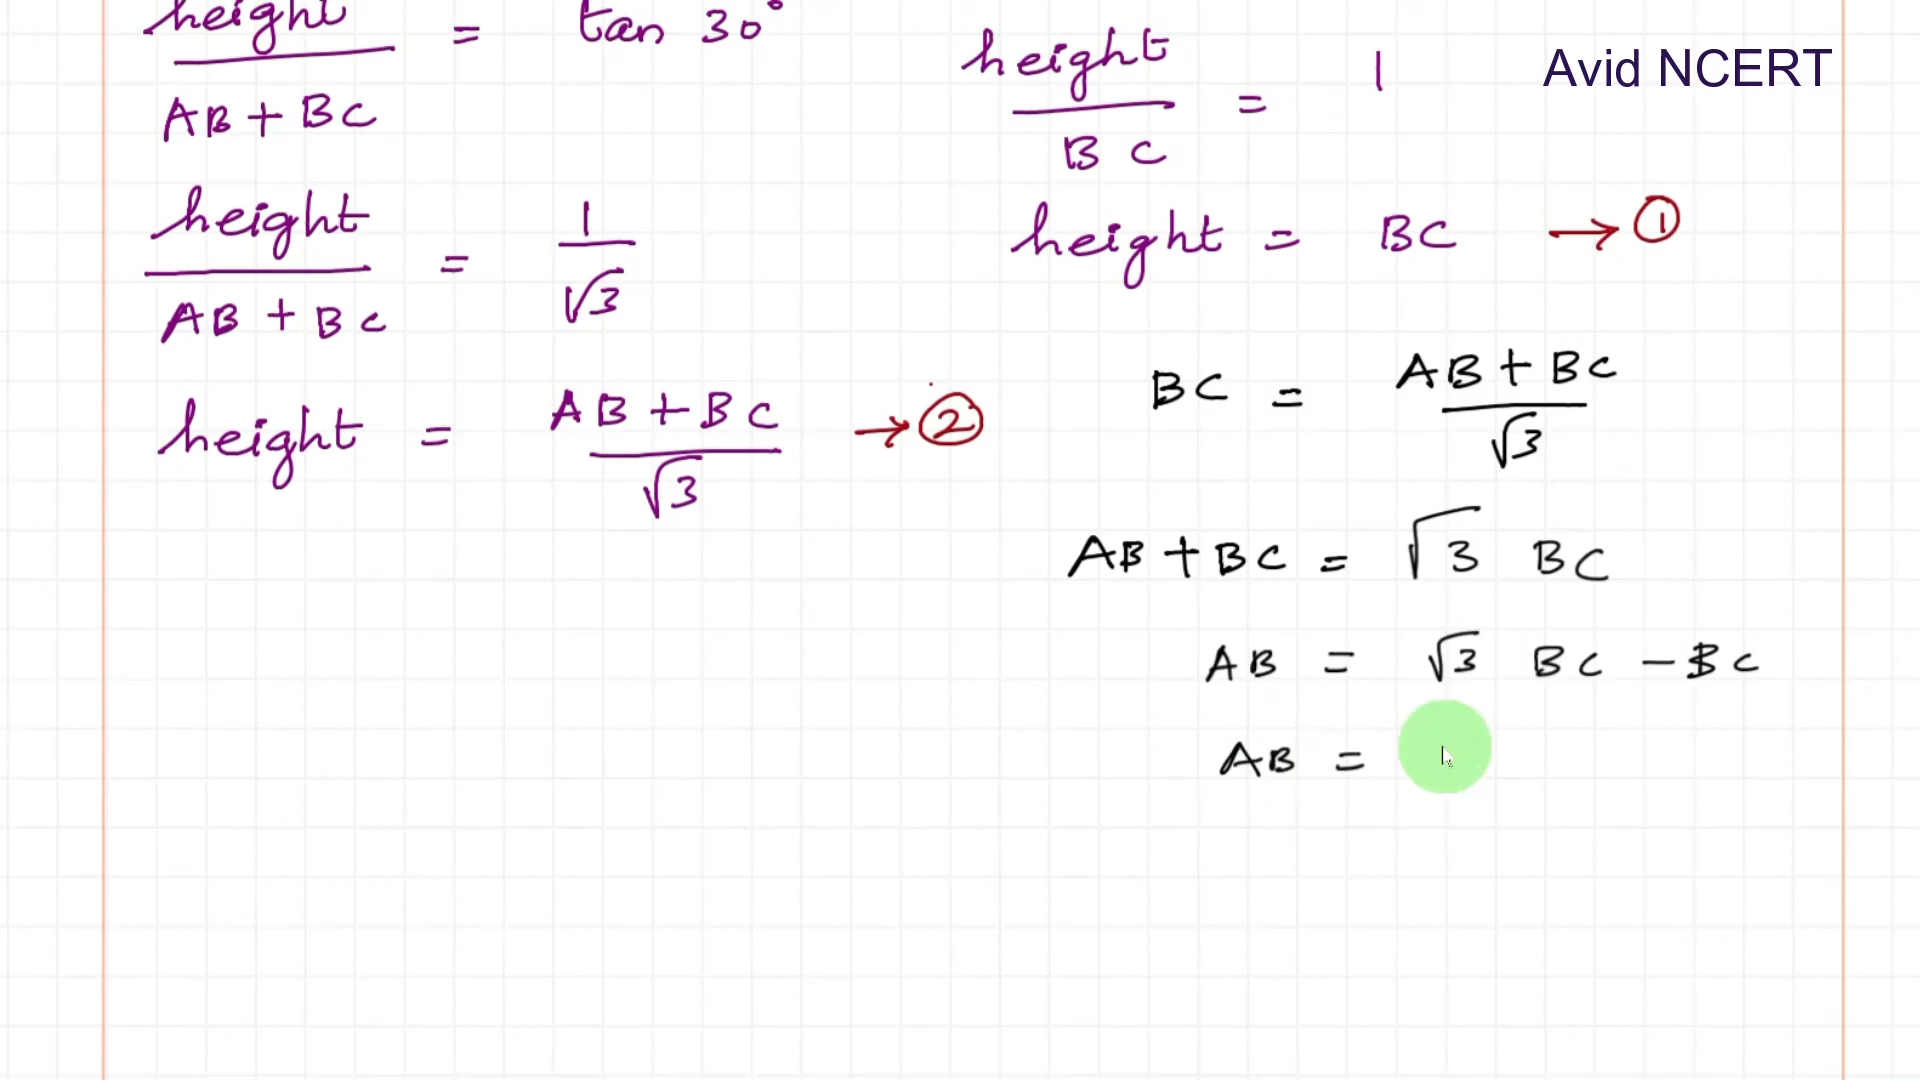 height = tan 30°
AB + BC
height = 1
AB + BC √3
height = AB + BC → ②
√3
Avid NCERT
height = 1
B C
height = BC → ①
BC = AB + BC
√3
AB + BC = √3 BC
AB = √3 BC - BC
AB =